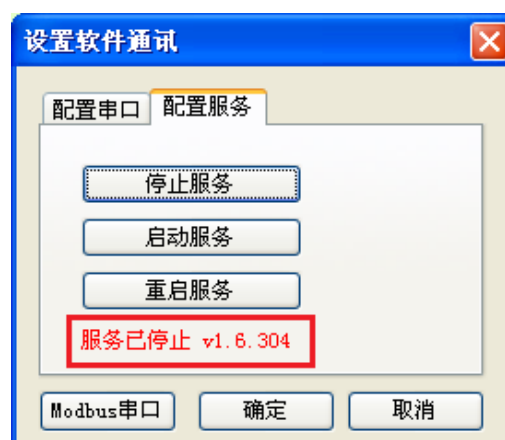 设置软件通讯
配置串口 配置服务
停止服务
启动服务
重启服务
服务已停止 v1.6.304
Modbus串口 确定 取消